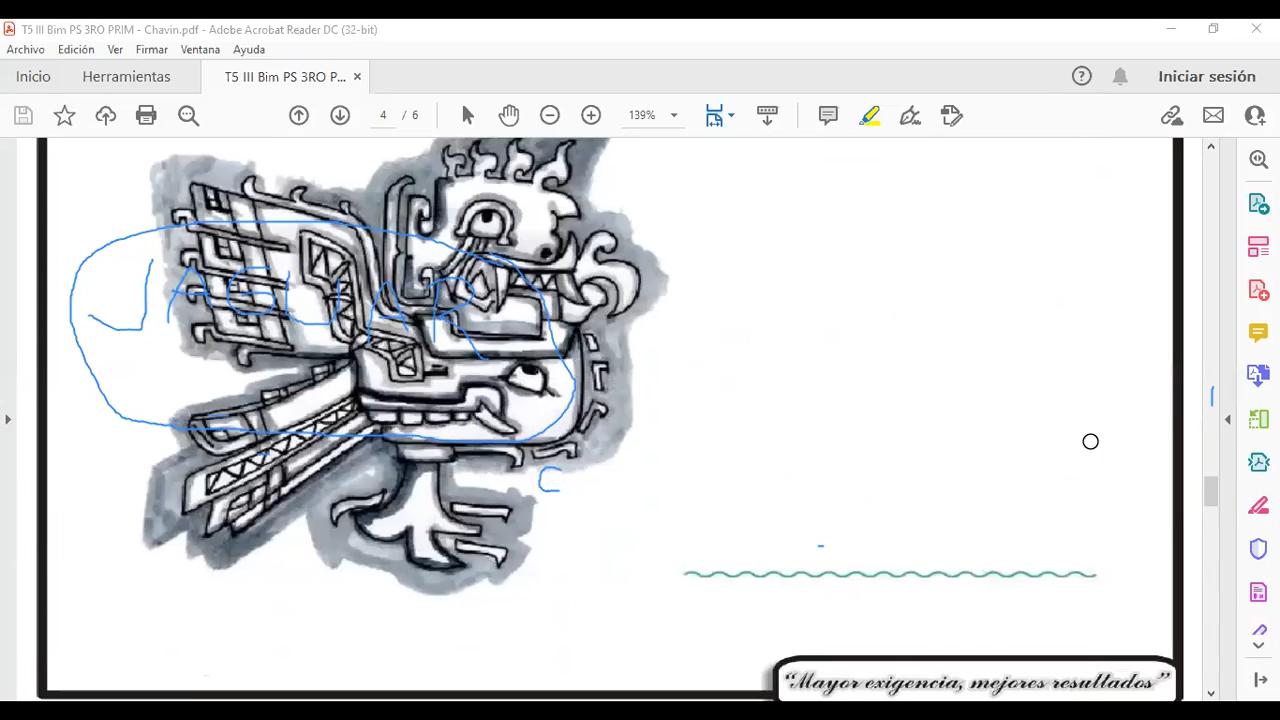 T5 III Bim PS 3RO PRIM - Chavin.pdf - Adobe Acrobat Reader DC (32-bit)
Archivo Edición Ver Firmar Ventana Ayuda
Inicio Herramientas T5 III Bim PS 3RO P... Iniciar sesión
4 / 6 139%
JAGUAR
C
"Mayor exigencia, mejores resultados"